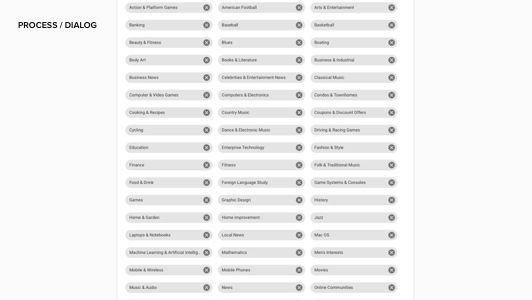 PROCESS / DIALOG
Action & Platform Games American Football Arts & Entertainment
Banking Baseball Basketball
Beauty & Fitness Blues Boating
Body Art Books & Literature Business & Industrial
Business News Celebrities & Entertainment News Classical Music
Computer & Video Games Computers & Electronics Condos & Townhomes
Cooking & Recipes Country Music Coupons & Discount Offers
Cycling Dance & Electronic Music Driving & Racing Games
Education Enterprise Technology Fashion & Style
Finance Fitness Folk & Traditional Music
Food & Drink Foreign Language Study Game Systems & Consoles
Games Graphic Design History
Home & Garden Home Improvement Jazz
Laptops & Notebooks Local News Mac OS
Machine Learning & Artificial Intellig... Mathematics Men's Interests
Mobile & Wireless Mobile Phones Movies
Music & Audio News Online Communities